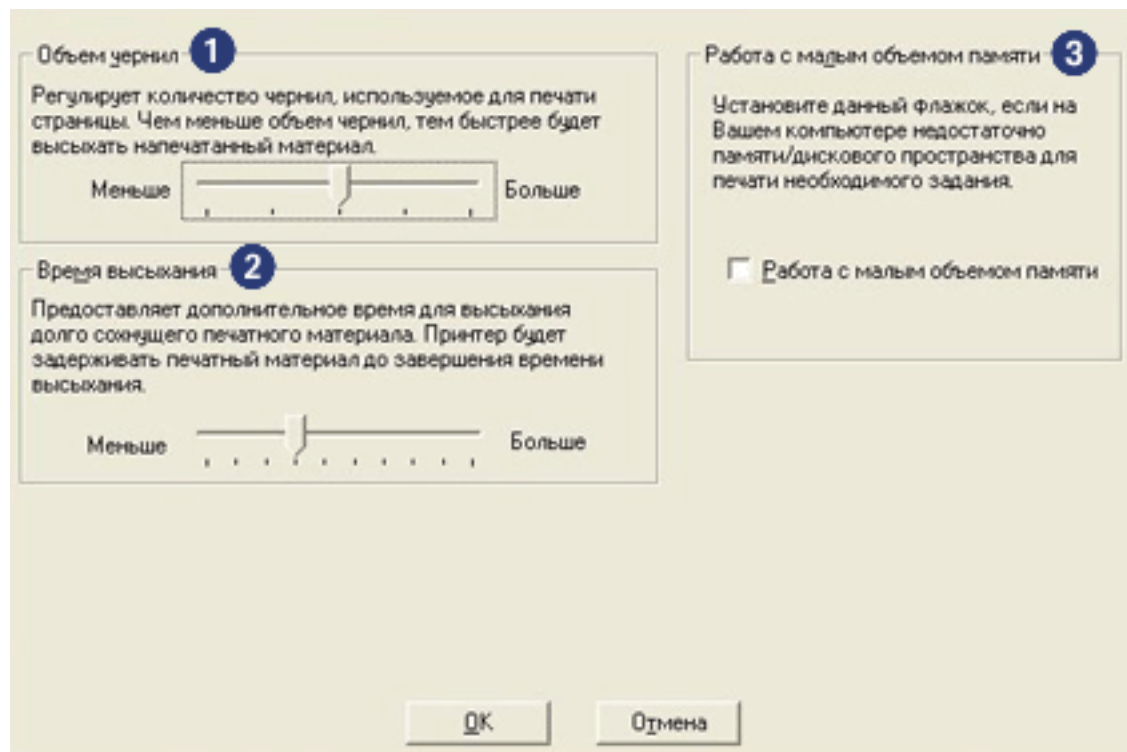 Объем чернил 1
Регулирует количество чернил, используемое для печати
страницы. Чем меньше объем чернил, тем быстрее будет
высыхать напечатанный материал.
Меньше Больше
Время высыхания 2
Предоставляет дополнительное время для высыхания
долго сохнущего печатного материала. Принтер будет
задерживать печатный материал до завершения времени
высыхания.
Меньше Больше
Работа с малым объемом памяти 3
Установите данный флажок, если на
Вашем компьютере недостаточно
памяти/дискового пространства для
печати необходимого задания.
Работа с малым объемом памяти
OK Отмена